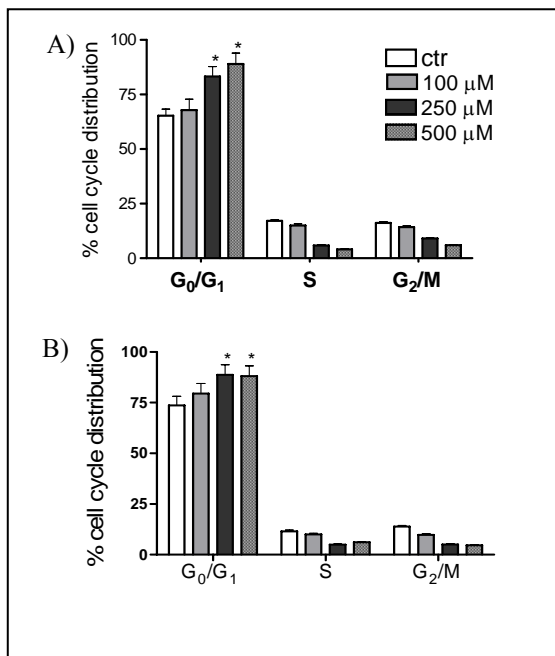 A)
% cell cycle distribution
100
75
50
25
0
* *
ctr
100 μM
250 μM
500 μM
G₀/G₁ S G₂/M
B)
% cell cycle distribution
100
75
50
25
0
* *
G₀/G₁ S G₂/M